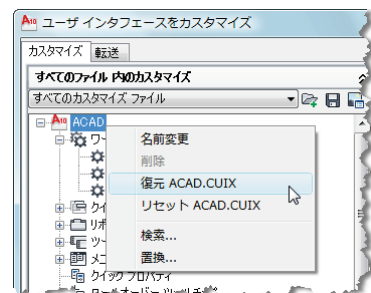 ユーザ インタフェースをカスタマイズ
カスタマイズ 転送
すべてのファイル 内のカスタマイズ
すべてのカスタマイズ ファイル
ACAD
名前変更
削除
復元 ACAD.CUIX
リセット ACAD.CUIX
検索...
置換...
クイック プロパティ